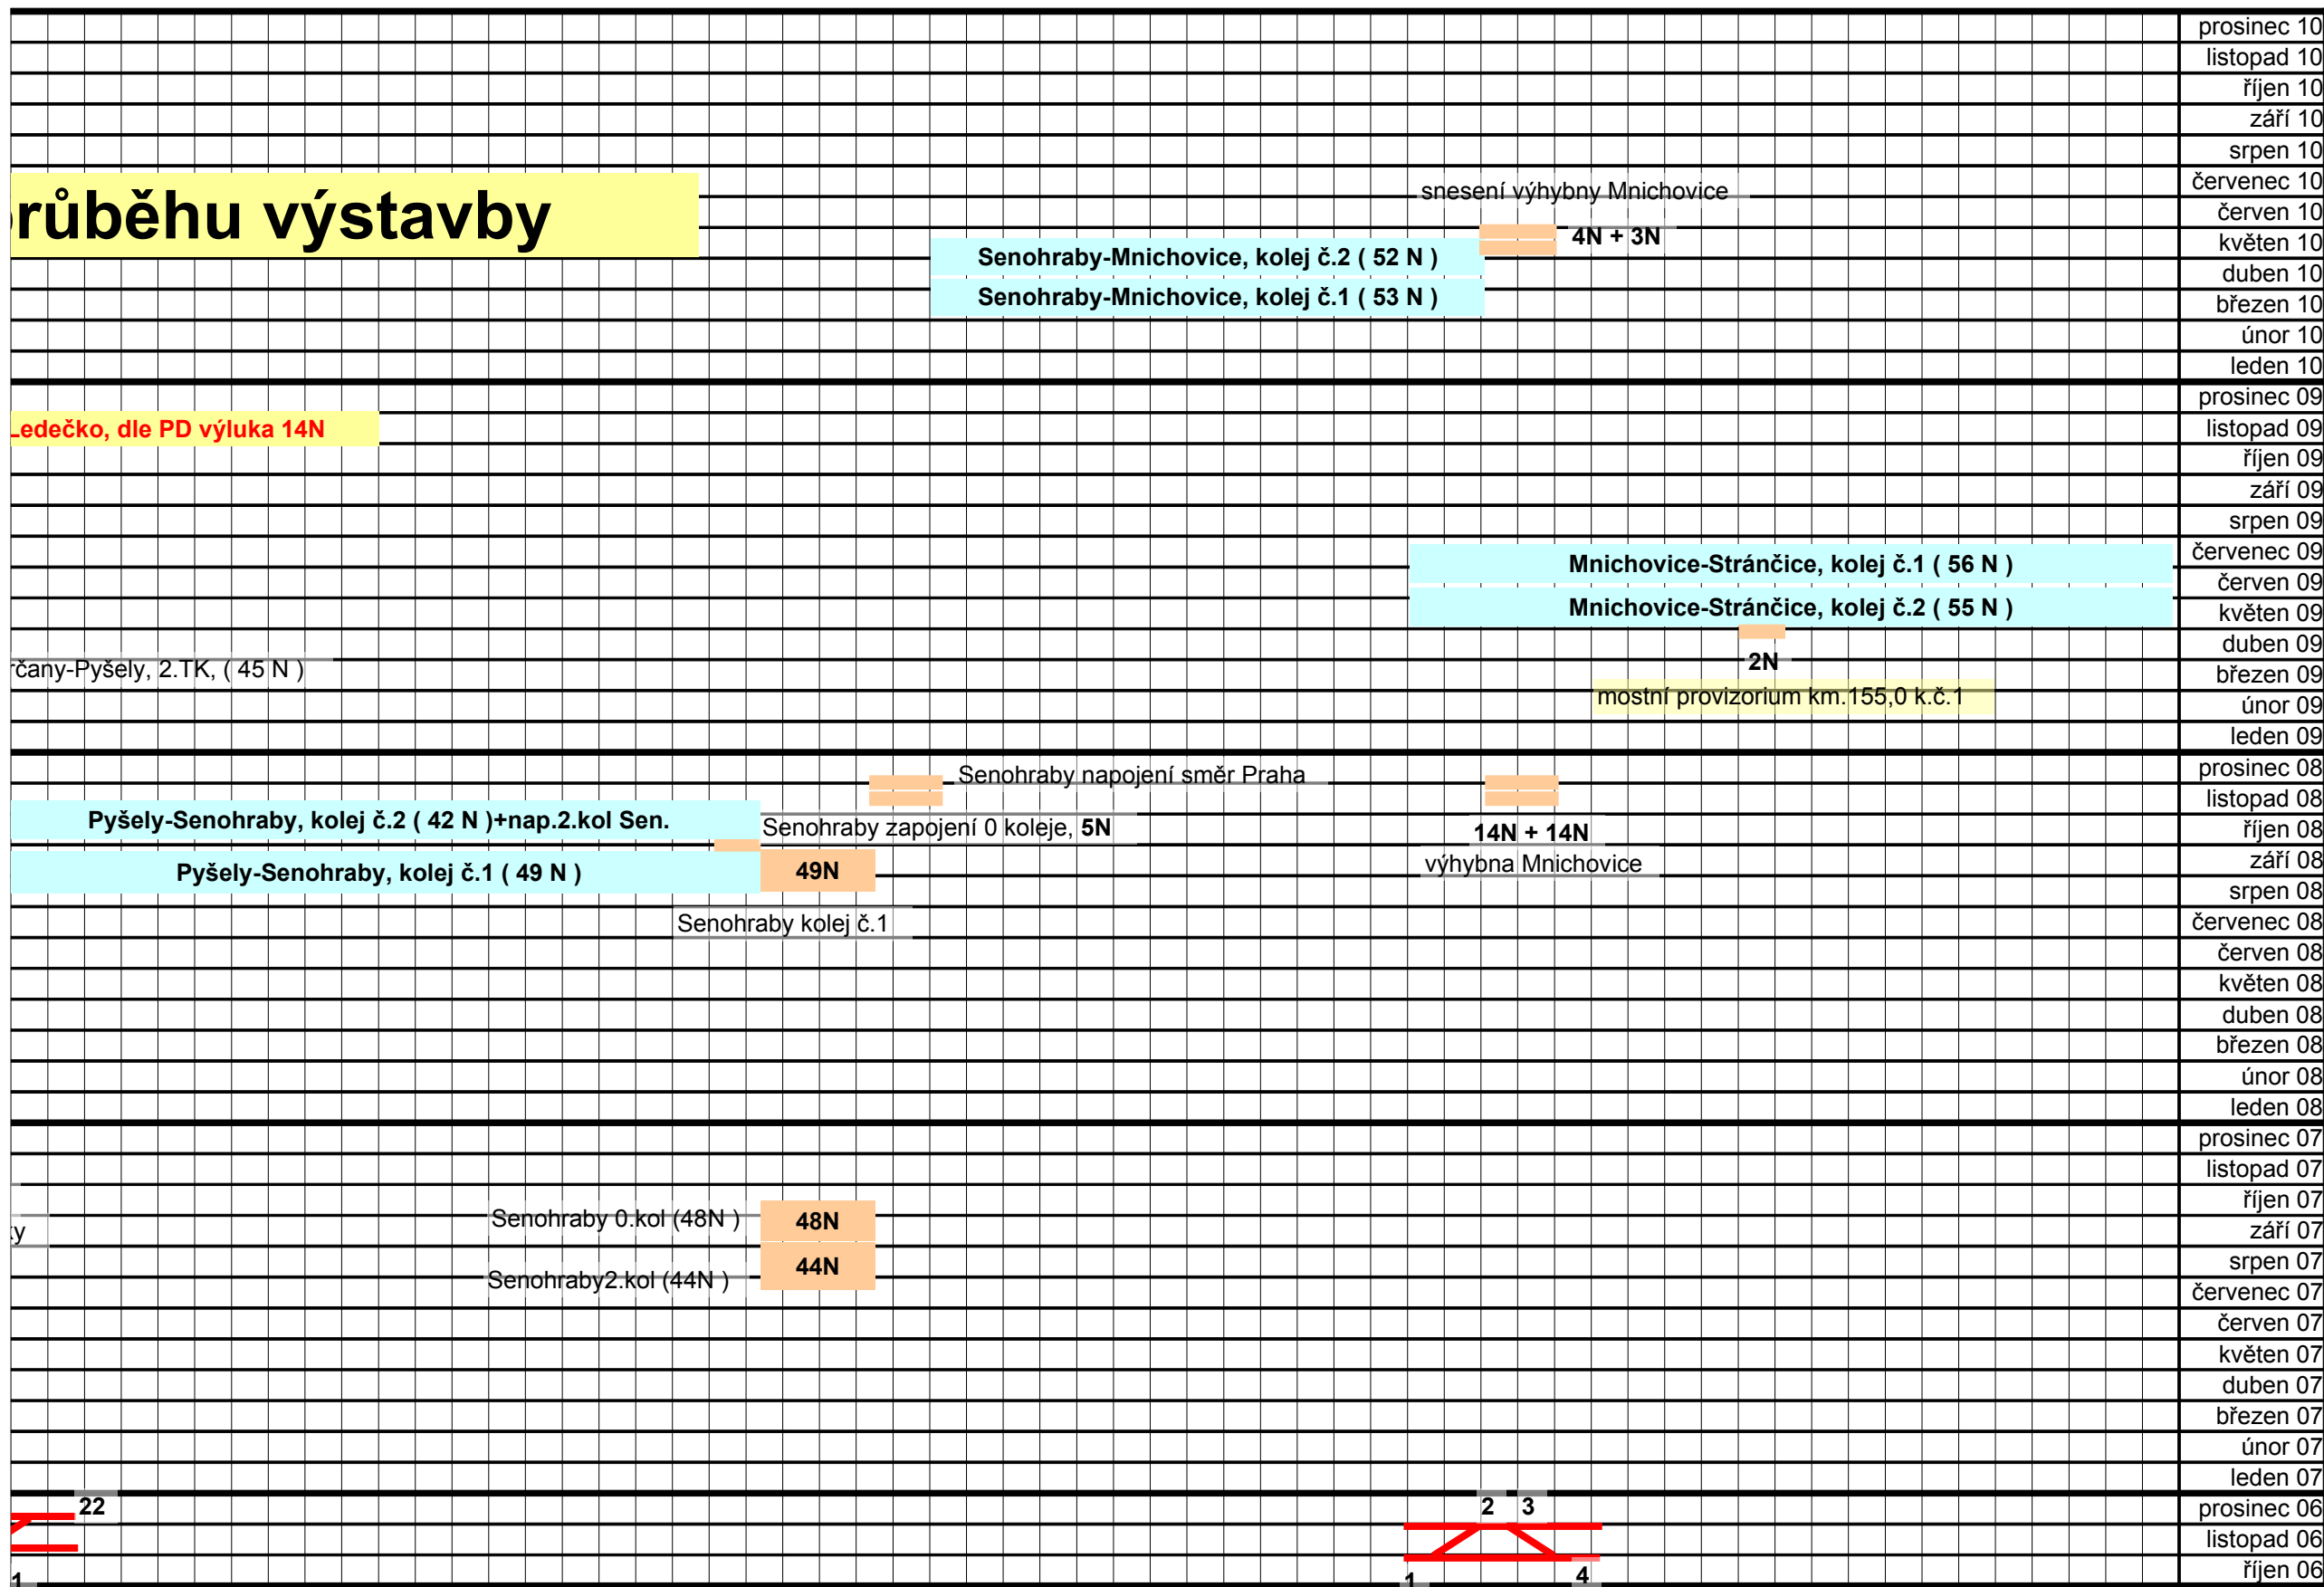 prosinec 10
listopad 10
říjen 10
září 10
srpen 10
červenec 10
snesení výhybny Mnichovice
růběhu výstavby
červen 10
4N + 3N
květen 10
Senohraby-Mnichovice, kolej č.2 ( 52 N )
duben 10
Senohraby-Mnichovice, kolej č.1 ( 53 N )
březen 10
únor 10
leden 10
prosinec 09
Ledečko, dle PD výluka 14N
listopad 09
říjen 09
září 09
srpen 09
červenec 09
Mnichovice-Stránčice, kolej č.1 ( 56 N )
červen 09
Mnichovice-Stránčice, kolej č.2 ( 55 N )
květen 09
duben 09
2N
rčany-Pyšely, 2.TK, ( 45 N )
březen 09
mostní provizorium km.155,0 k.č.1
únor 09
leden 09
prosinec 08
Senohraby napojení směr Praha
listopad 08
Pyšely-Senohraby, kolej č.2 ( 42 N )+nap.2.kol Sen.
Senohraby zapojení 0 koleje, 5N
14N + 14N
říjen 08
září 08
výhybna Mnichovice
Pyšely-Senohraby, kolej č.1 ( 49 N )
49N
srpen 08
Senohraby kolej č.1
červenec 08
červen 08
květen 08
duben 08
březen 08
únor 08
leden 08
prosinec 07
listopad 07
říjen 07
Senohraby 0.kol (48N )
48N
ky
září 07
srpen 07
44N
Senohraby2.kol (44N )
červenec 07
červen 07
květen 07
duben 07
březen 07
únor 07
leden 07
22
2
3
prosinec 06
listopad 06
říjen 06
1
1
4